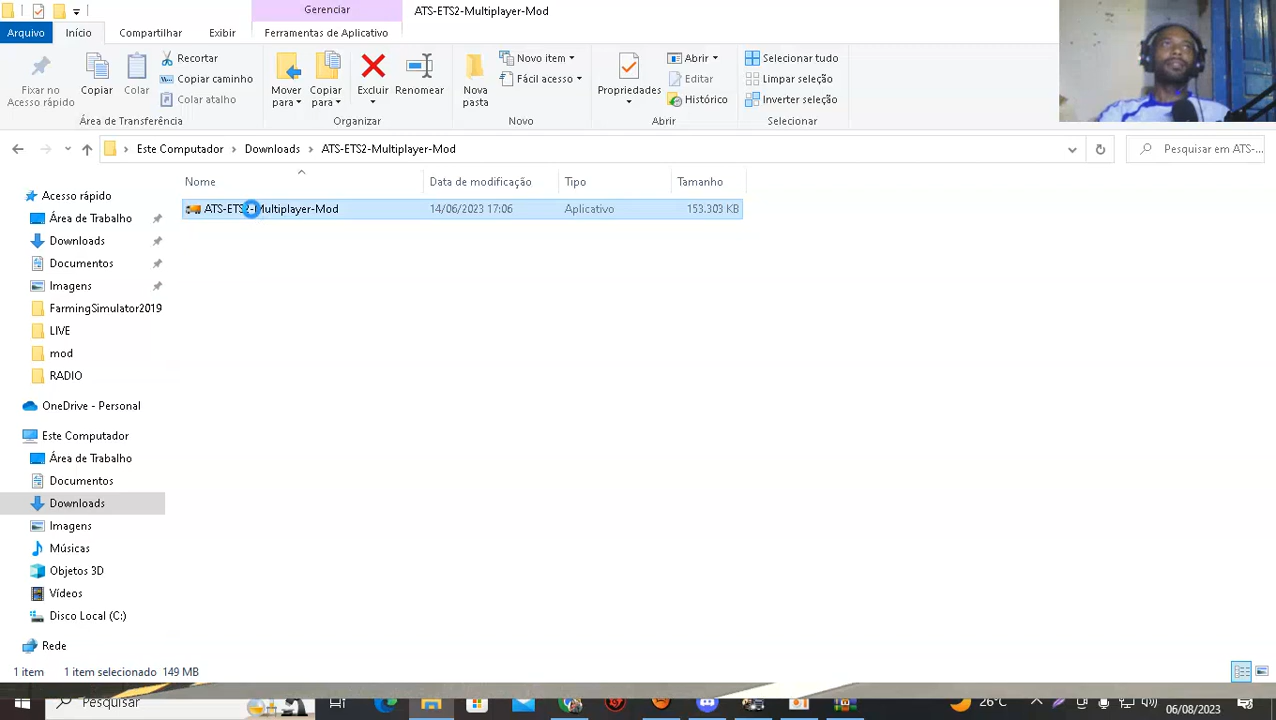 Gerenciar
ATS-ETS2-Multiplayer-Mod
Arquivo
Início
Compartilhar
Exibir
Ferramentas de Aplicativo
Fixar no
Acesso rápido
Copiar
Colar
Recortar
Copiar caminho
Colar atalho
Área de Transferência
Mover
para
Copiar
para
Excluir
Renomear
Organizar
Nova
pasta
Novo item
Fácil acesso
Novo
Propriedades
Abrir
Editar
Histórico
Abrir
Selecionar tudo
Limpar seleção
Inverter seleção
Selecionar
Este Computador
Downloads
ATS-ETS2-Multiplayer-Mod
Pesquisar em ATS-...
Nome
Data de modificação
Tipo
Tamanho
ATS-ETS2-Multiplayer-Mod
14/06/2023 17:06
Aplicativo
153.303 KB
Acesso rápido
Área de Trabalho
Downloads
Documentos
Imagens
FarmingSimulator2019
LIVE
mod
RADIO
OneDrive - Personal
Este Computador
Área de Trabalho
Documentos
Downloads
Imagens
Músicas
Objetos 3D
Vídeos
Disco Local (C:)
Rede
1 item
1 item selecionado 149 MB
Pesquisar
26°C
06/08/2023